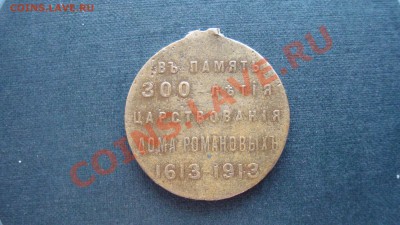 COINS.LAVE.RU
ВЪ ПАМЯТЬ
300-ЛѢТІЯ
ЦАРСТВОВАНІЯ
ДОМА РОМАНОВЫХЪ
1613-1913
COINS.LAVE.RU